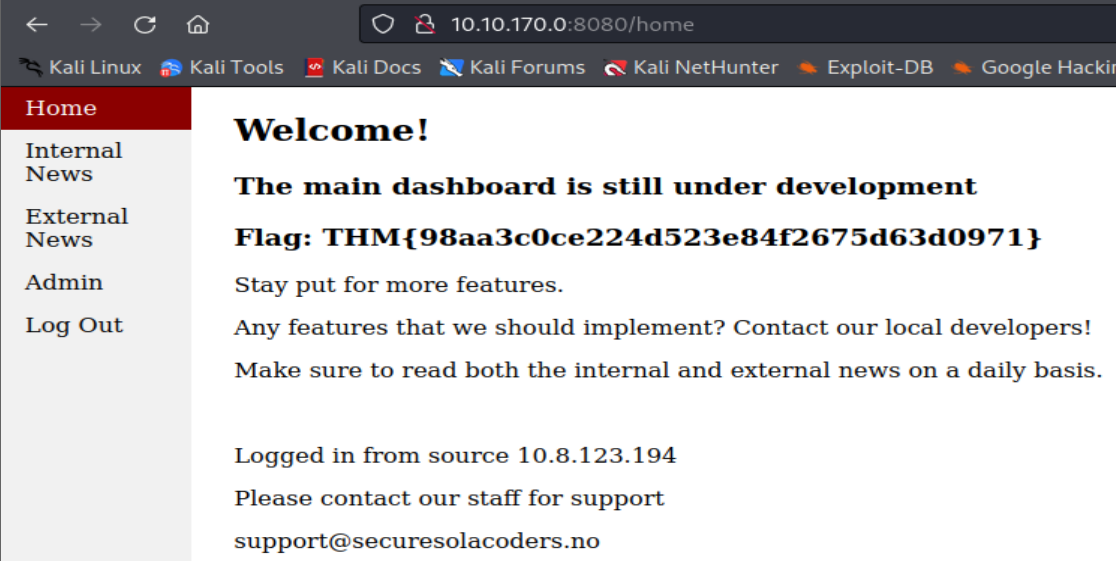 10.10.170.0:8080/home
Kali Linux Kali Tools Kali Docs Kali Forums Kali NetHunter Exploit-DB Google Hackin
Home
Internal
News
External
News
Admin
Log Out
Welcome!
The main dashboard is still under development
Flag: THM{98aa3c0ce224d523e84f2675d63d0971}
Stay put for more features.
Any features that we should implement? Contact our local developers!
Make sure to read both the internal and external news on a daily basis.
Logged in from source 10.8.123.194
Please contact our staff for support
support@securesolacoders.no